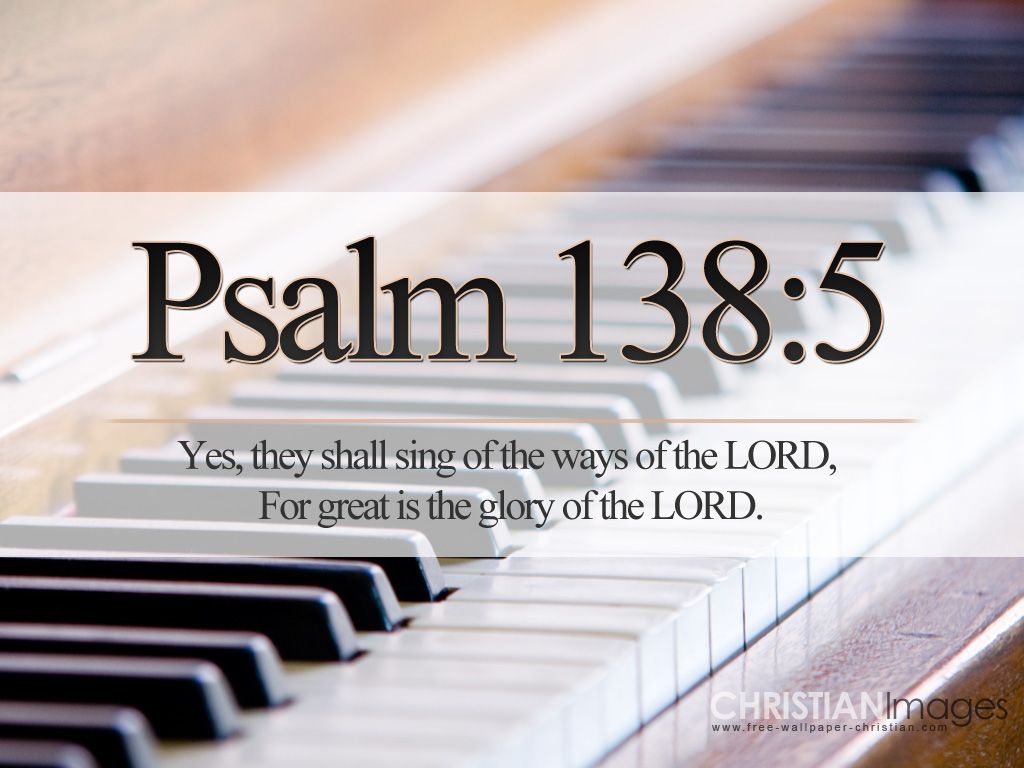 Psalm 138:5
Yes, they shall sing of the ways of the LORD,
For great is the glory of the LORD.
CHRISTIANImages
www.free-wallpaper-christian.com